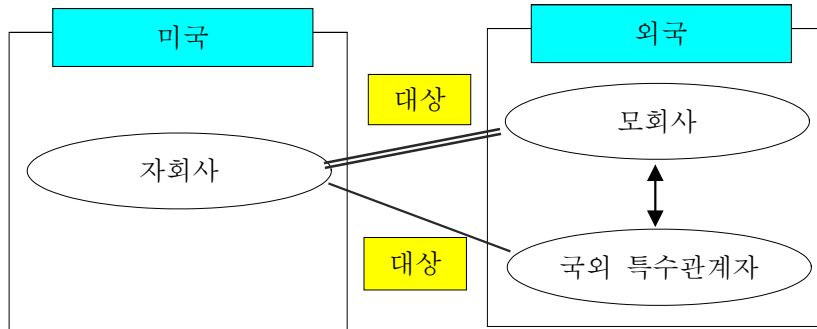 미국
외국
대상
모회사
자회사
대상
국외 특수관계자